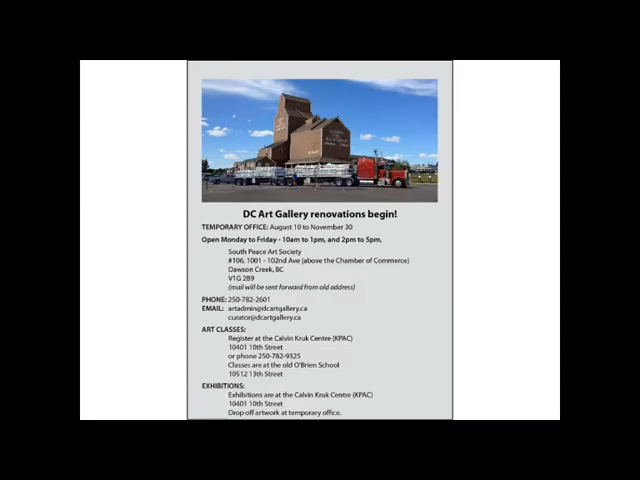 DC Art Gallery renovations begin!
TEMPORARY OFFICE: August 10 to November 30
Open Monday to Friday - 10am to 1pm, and 2pm to 5pm,
South Peace Art Society
#106, 1001 - 102nd Ave (above the Chamber of Commerce)
Dawson Creek, BC
V1G 2B9
(mail will be sent forward from old address)
PHONE: 250-782-2601
EMAIL: artadmin@dcartgallery.ca
curator@dcartgallery.ca
ART CLASSES:
Register at the Calvin Kruk Centre (KPAC)
10401 10th Street
or phone 250-782-9325
Classes are at the old O'Brien School
10512 13th Street
EXHIBITIONS:
Exhibitions are at the Calvin Kruk Centre (KPAC)
10401 10th Street
Drop off artwork at temporary office.